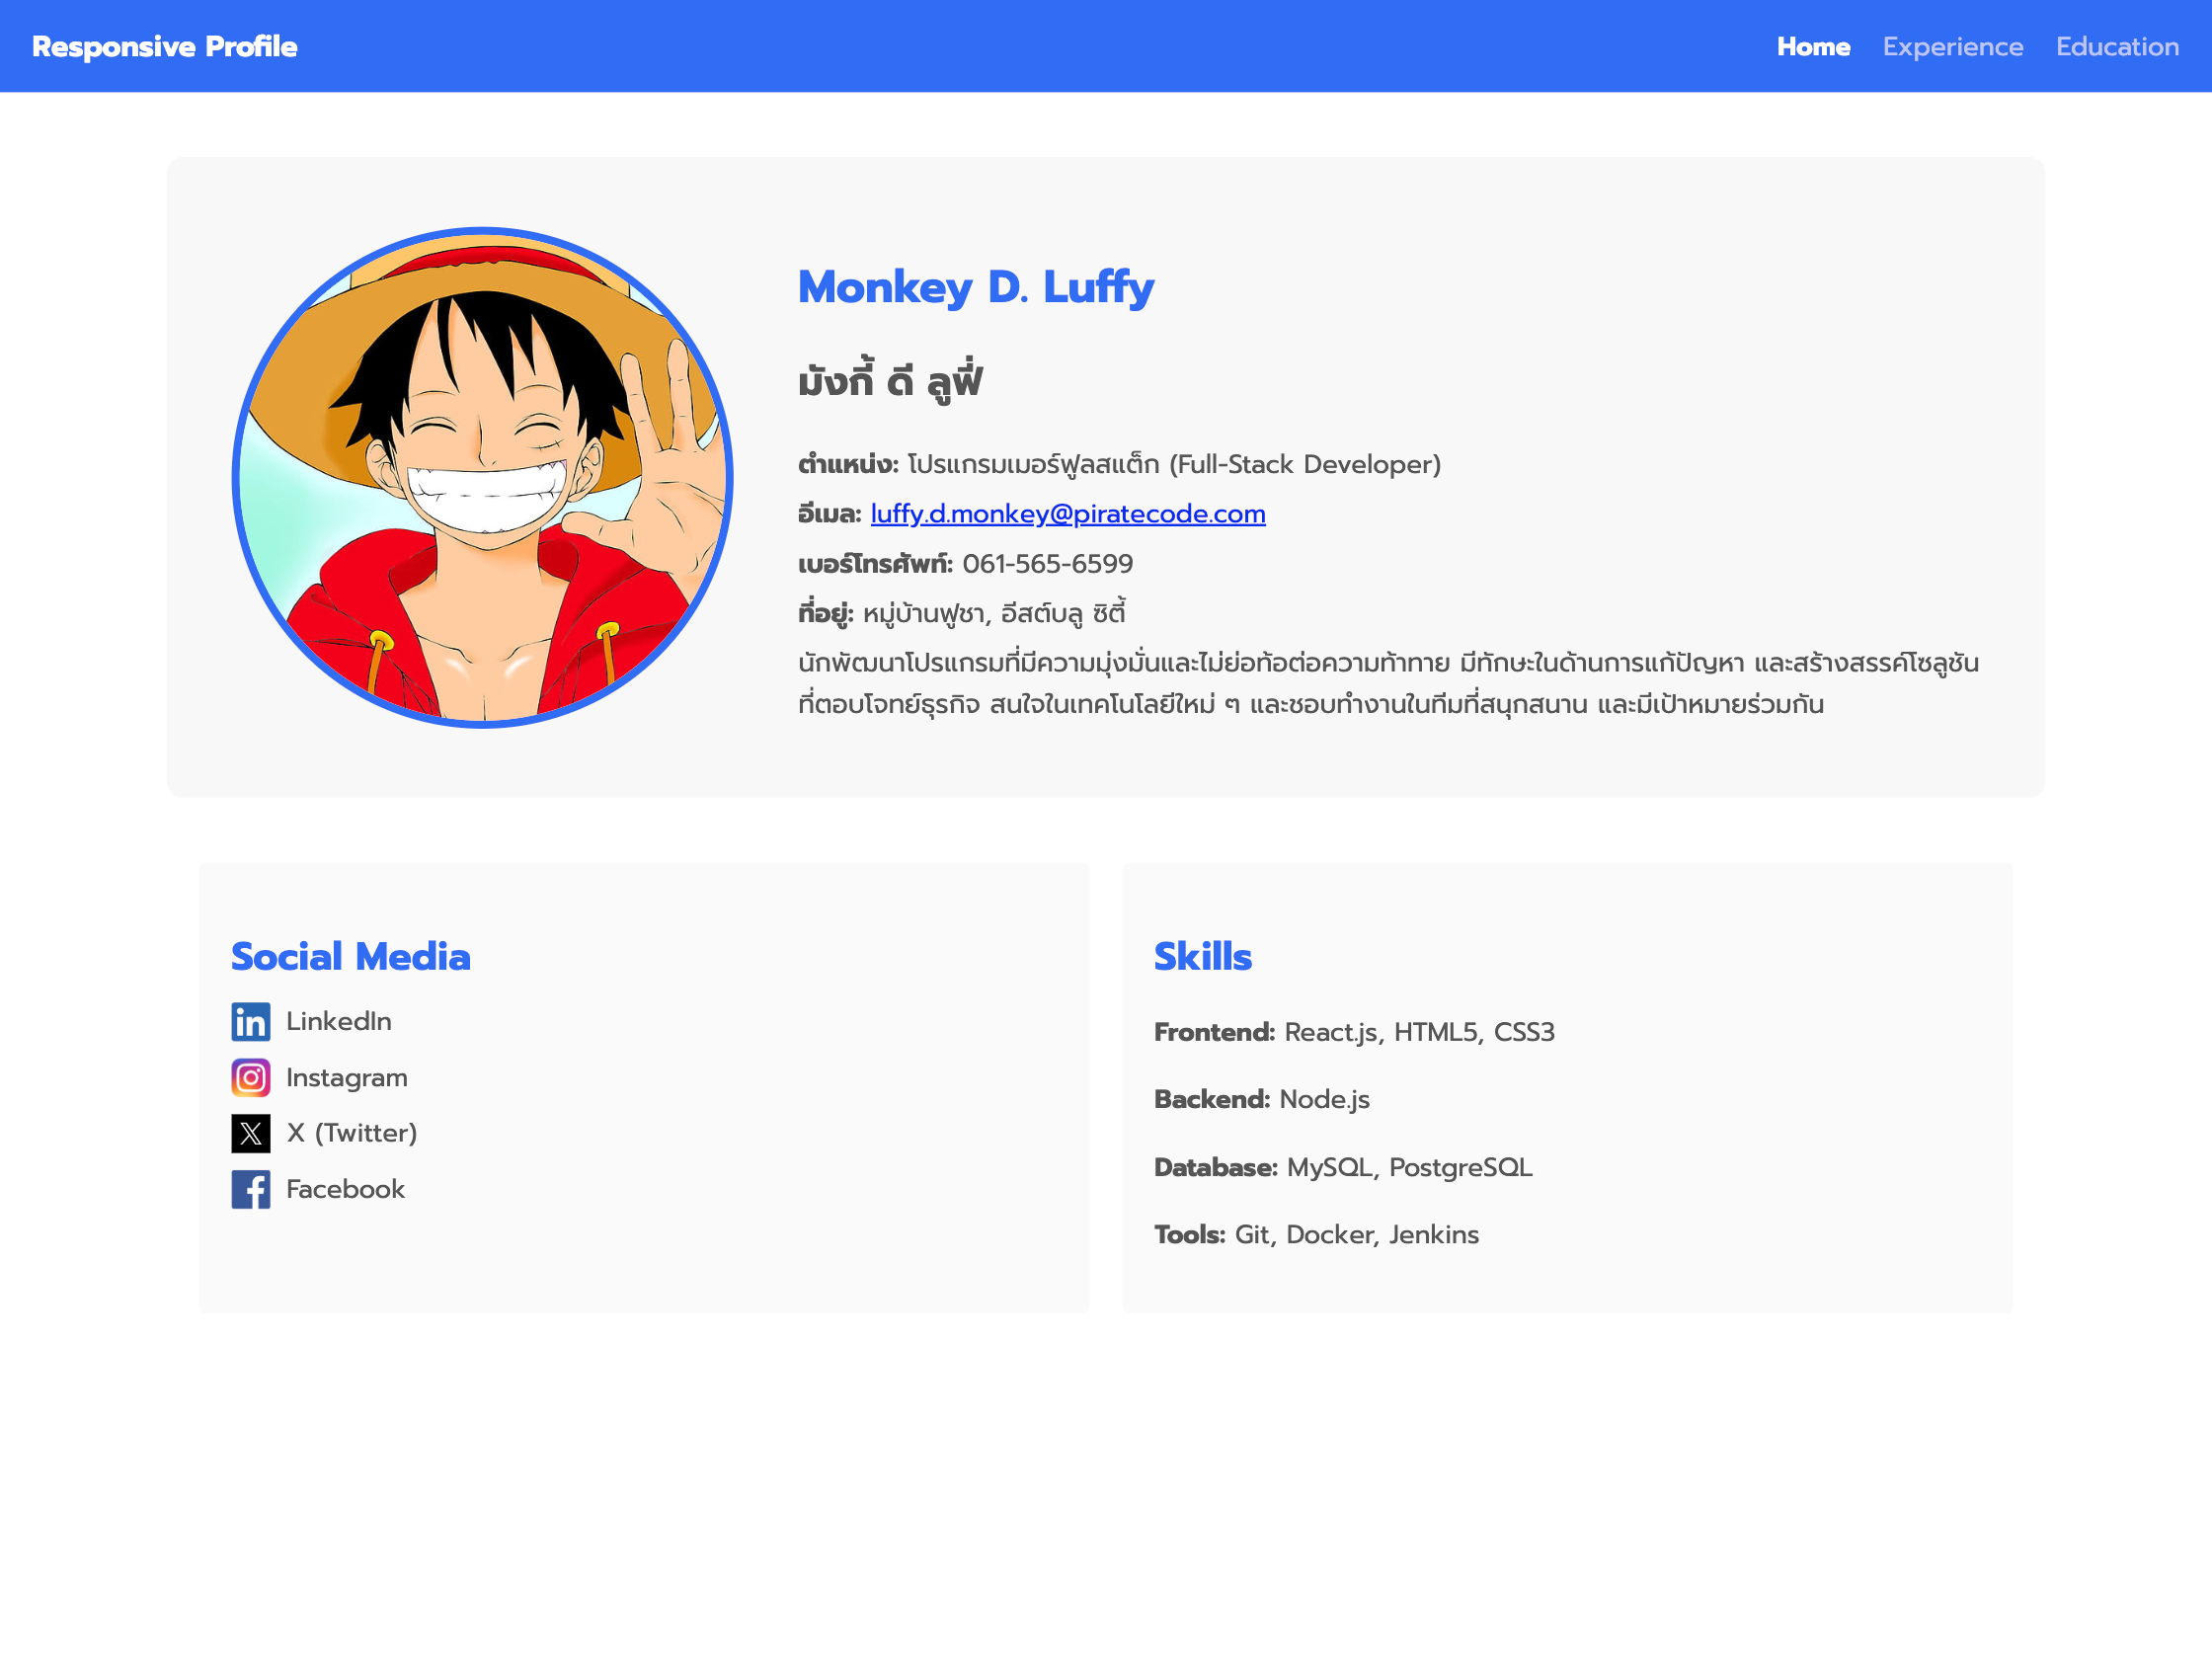 Responsive Profile
Home Experience Education
Monkey D. Luffy
มังกี้ ดี ลูฟี่
ตำแหน่ง: โปรแกรมเมอร์ฟูลสแต็ก (Full-Stack Developer)
อีเมล: luffy.d.monkey@piratecode.com
เบอร์โทรศัพท์: 061-565-6599
ที่อยู่: หมู่บ้านฟูชา, อีสต์บลู ซิตี้
นักพัฒนาโปรแกรมที่มีความมุ่งมั่นและไม่ย่อท้อต่อความท้าทาย มีทักษะในด้านการแก้ปัญหา และสร้างสรรค์โซลูชัน
ที่ตอบโจทย์ธุรกิจ สนใจในเทคโนโลยีใหม่ ๆ และชอบทำงานในทีมที่สนุกสนาน และมีเป้าหมายร่วมกัน
Social Media
LinkedIn
Instagram
X (Twitter)
Facebook
Skills
Frontend: React.js, HTML5, CSS3
Backend: Node.js
Database: MySQL, PostgreSQL
Tools: Git, Docker, Jenkins